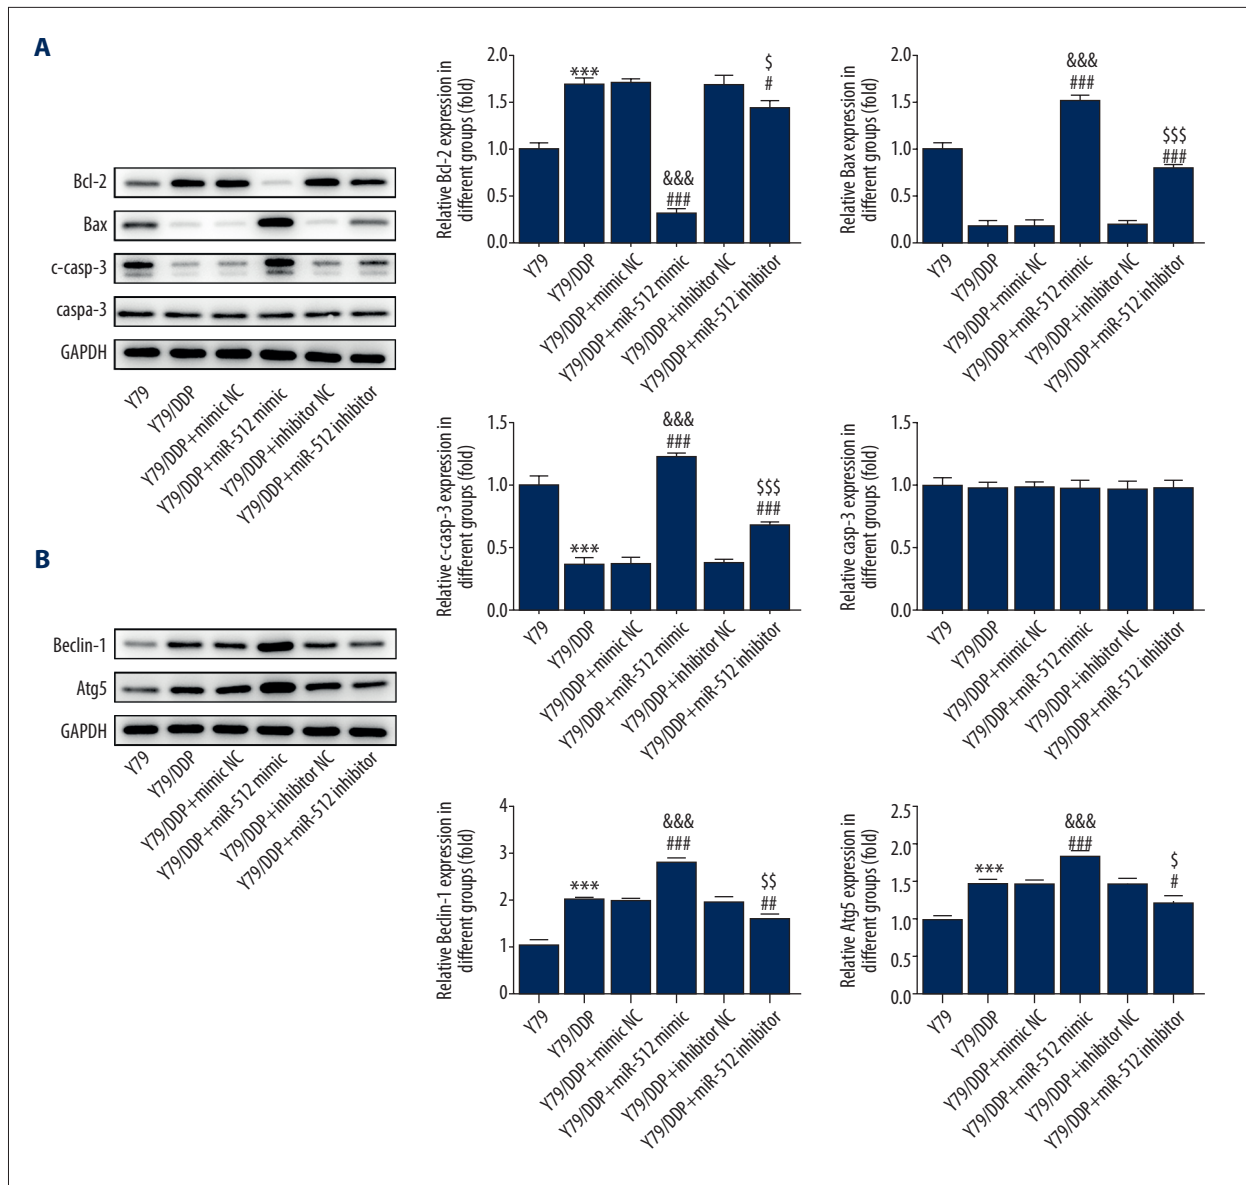 A
Bcl-2
Bax
c-casp-3
caspa-3
GAPDH
Y79
Y79/DDP
Y79/DDP+mimic NC
Y79/DDP+miR-512 mimic
Y79/DDP+inhibitor NC
Y79/DDP+miR-512 inhibitor
Relative Bcl-2 expression in
different groups (fold)
2.0
1.5
1.0
0.5
0.0
***
&&&
###
$
#
Y79
Y79/DDP
Y79/DDP+mimic NC
Y79/DDP+miR-512 mimic
Y79/DDP+inhibitor NC
Y79/DDP+miR-512 inhibitor
Relative Bax expression in
different groups (fold)
2.0
1.5
1.0
0.5
0.0
&&&
###
$$$
###
Y79
Y79/DDP
Y79/DDP+mimic NC
Y79/DDP+miR-512 mimic
Y79/DDP+inhibitor NC
Y79/DDP+miR-512 inhibitor
Relative c-casp-3 expression in
different groups (fold)
1.5
1.0
0.5
0.0
***
&&&
###
$$$
###
Y79
Y79/DDP
Y79/DDP+mimic NC
Y79/DDP+miR-512 mimic
Y79/DDP+inhibitor NC
Y79/DDP+miR-512 inhibitor
Relative casp-3 expression in
different groups (fold)
1.5
1.0
0.5
0.0
Y79
Y79/DDP
Y79/DDP+mimic NC
Y79/DDP+miR-512 mimic
Y79/DDP+inhibitor NC
Y79/DDP+miR-512 inhibitor
B
Beclin-1
Atg5
GAPDH
Y79
Y79/DDP
Y79/DDP+mimic NC
Y79/DDP+miR-512 mimic
Y79/DDP+inhibitor NC
Y79/DDP+miR-512 inhibitor
Relative Beclin-1 expression in
different groups (fold)
4
3
2
1
0
***
&&&
###
$$
##
Y79
Y79/DDP
Y79/DDP+mimic NC
Y79/DDP+miR-512 mimic
Y79/DDP+inhibitor NC
Y79/DDP+miR-512 inhibitor
Relative Atg5 expression in
different groups (fold)
2.5
2.0
1.5
1.0
0.5
0.0
***
&&&
###
$
#
Y79
Y79/DDP
Y79/DDP+mimic NC
Y79/DDP+miR-512 mimic
Y79/DDP+inhibitor NC
Y79/DDP+miR-512 inhibitor